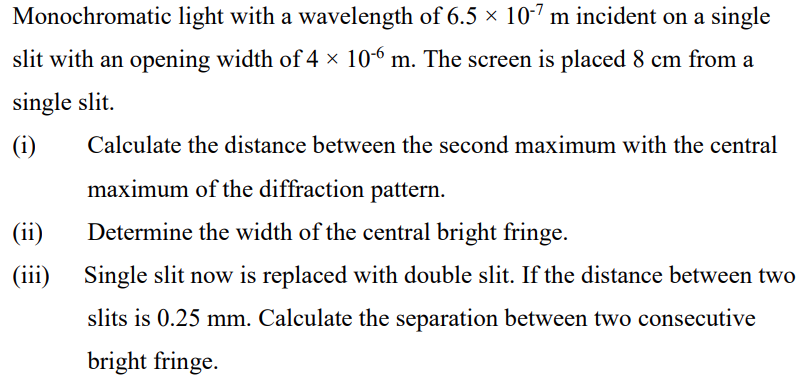 Monochromatic light with a wavelength of 6.5 × 10⁻⁷ m incident on a single
slit with an opening width of 4 × 10⁻⁶ m. The screen is placed 8 cm from a
single slit.
(i) Calculate the distance between the second maximum with the central
maximum of the diffraction pattern.
(ii) Determine the width of the central bright fringe.
(iii) Single slit now is replaced with double slit. If the distance between two
slits is 0.25 mm. Calculate the separation between two consecutive
bright fringe.